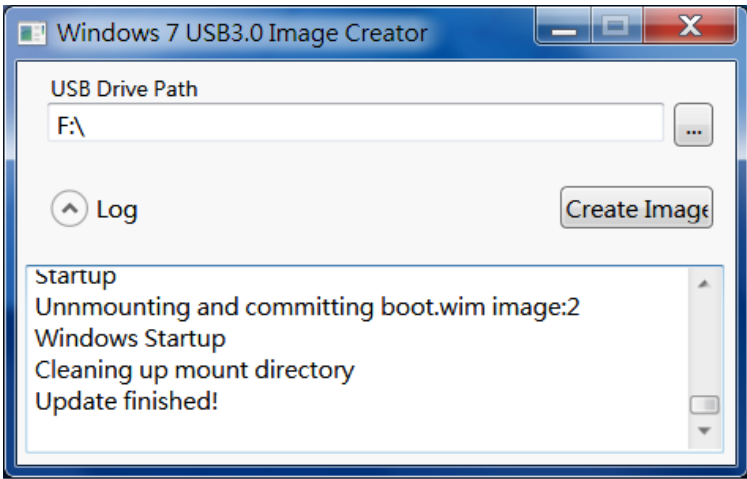 Windows 7 USB3.0 Image Creator
USB Drive Path
F:\
...
Log
Create Image
Startup
Unnmounting and committing boot.wim image:2
Windows Startup
Cleaning up mount directory
Update finished!